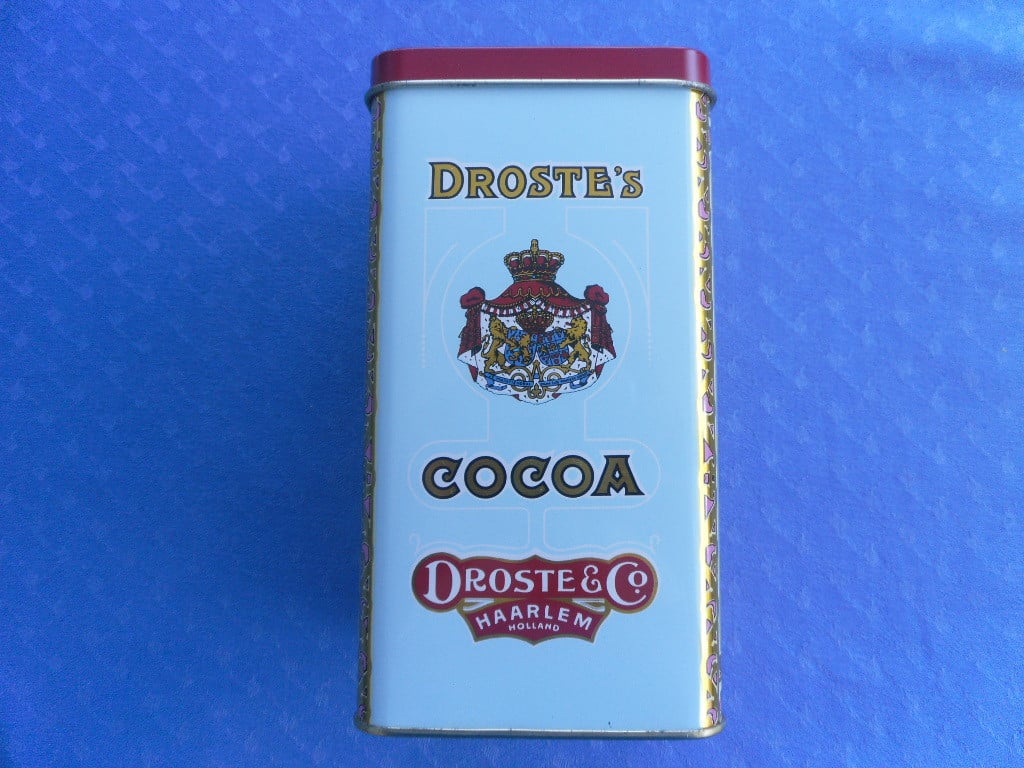 DROSTE'S
COCOA
DROSTE & Co
HAARLEM
HOLLAND